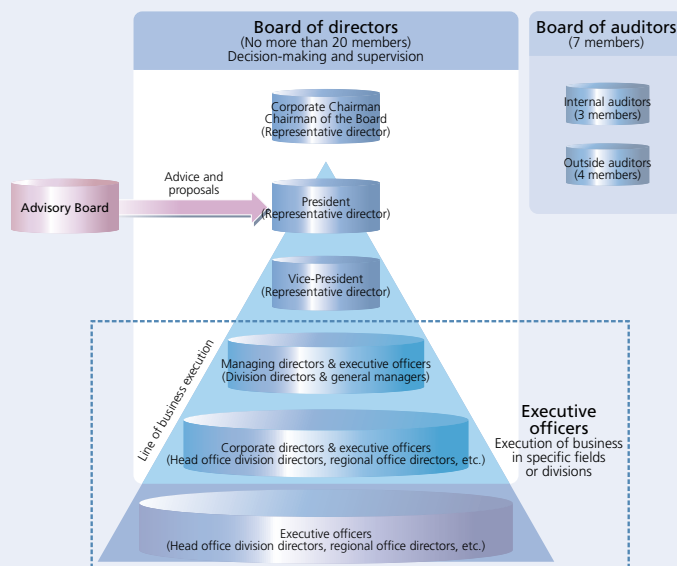 Board of directors
(No more than 20 members)
Decision-making and supervision
Board of auditors
(7 members)
Corporate Chairman
Chairman of the Board
(Representative director)
Internal auditors
(3 members)
Outside auditors
(4 members)
Advice and
proposals
Advisory Board
President
(Representative director)
Vice-President
(Representative director)
Line of business execution
Managing directors & executive officers
(Division directors & general managers)
Executive
officers
Execution of business
in specific fields
or divisions
Corporate directors & executive officers
(Head office division directors, regional office directors, etc.)
Executive officers
(Head office division directors, regional office directors, etc.)